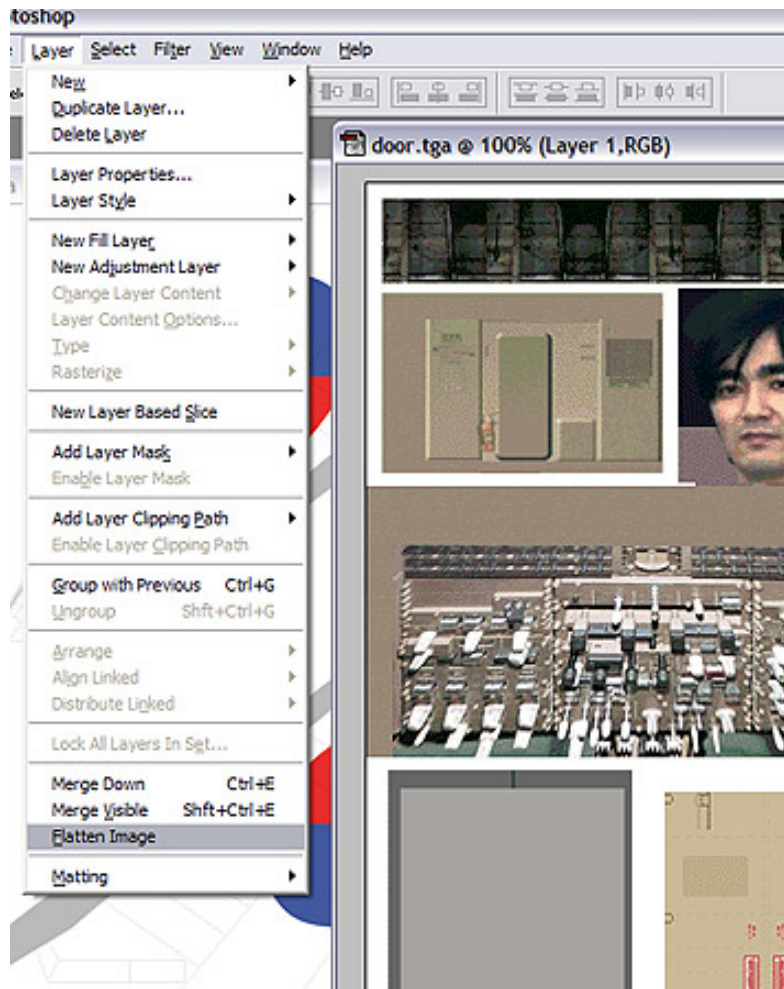 toshop
Layer Select Filter View Window Help
New
Duplicate Layer...
Delete Layer
door.tga @ 100% (Layer 1,RGB)
Layer Properties...
Layer Style
New Fill Layer
New Adjustment Layer
Change Layer Content
Layer Content Options...
Type
Rasterize
New Layer Based Slice
Add Layer Mask
Enable Layer Mask
Add Layer Clipping Path
Enable Layer Clipping Path
Group with Previous Ctrl+G
Ungroup Shft+Ctrl+G
Arrange
Align Linked
Distribute Linked
Lock All Layers In Set...
Merge Down Ctrl+E
Merge Visible Shft+Ctrl+E
Flatten Image
Matting